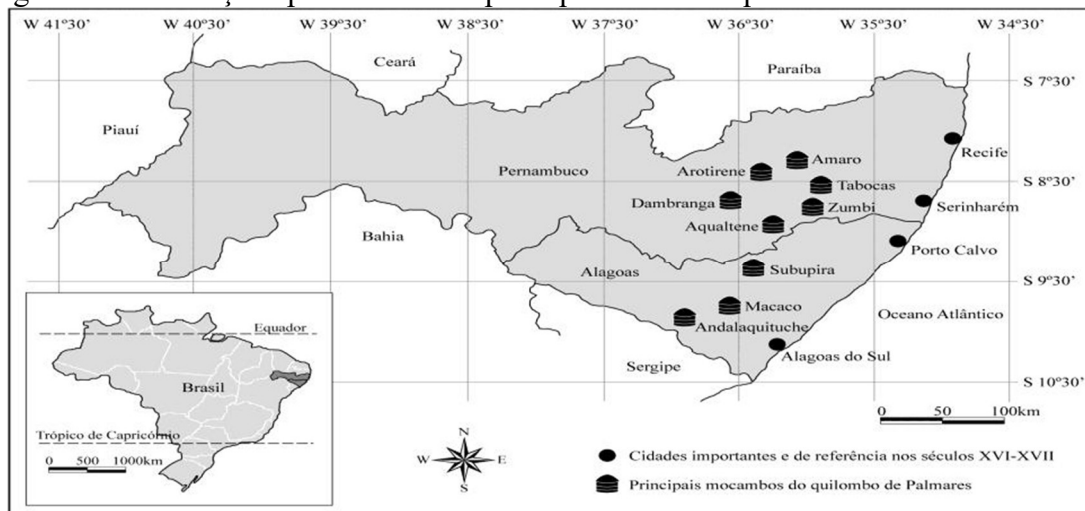 W 41º30’ W 40º30’ W 39º30’ W 38º30’ W 37º30’ W 36º30’ W 35º30’ W 34º30’
Ceará
Paraíba
S 7º30’
Piauí
Recife
Amaro
Arotirene
Pernambuco
Tabocas
S 8º30’
Dambranga
Zumbi
Serinharém
Aqualtene
Bahia
Porto Calvo
Alagoas
Subupira
S 9º30’
Macaco
Oceano Atlântico
Andalaquituche
Equador
Alagoas do Sul
Sergipe
S 10º30’
Brasil
0 50 100km
Trópico de Capricórnio
N
W E
S
0 500 1000km
Cidades importantes e de referência nos séculos XVI-XVII
Principais mocambos do quilombo de Palmares